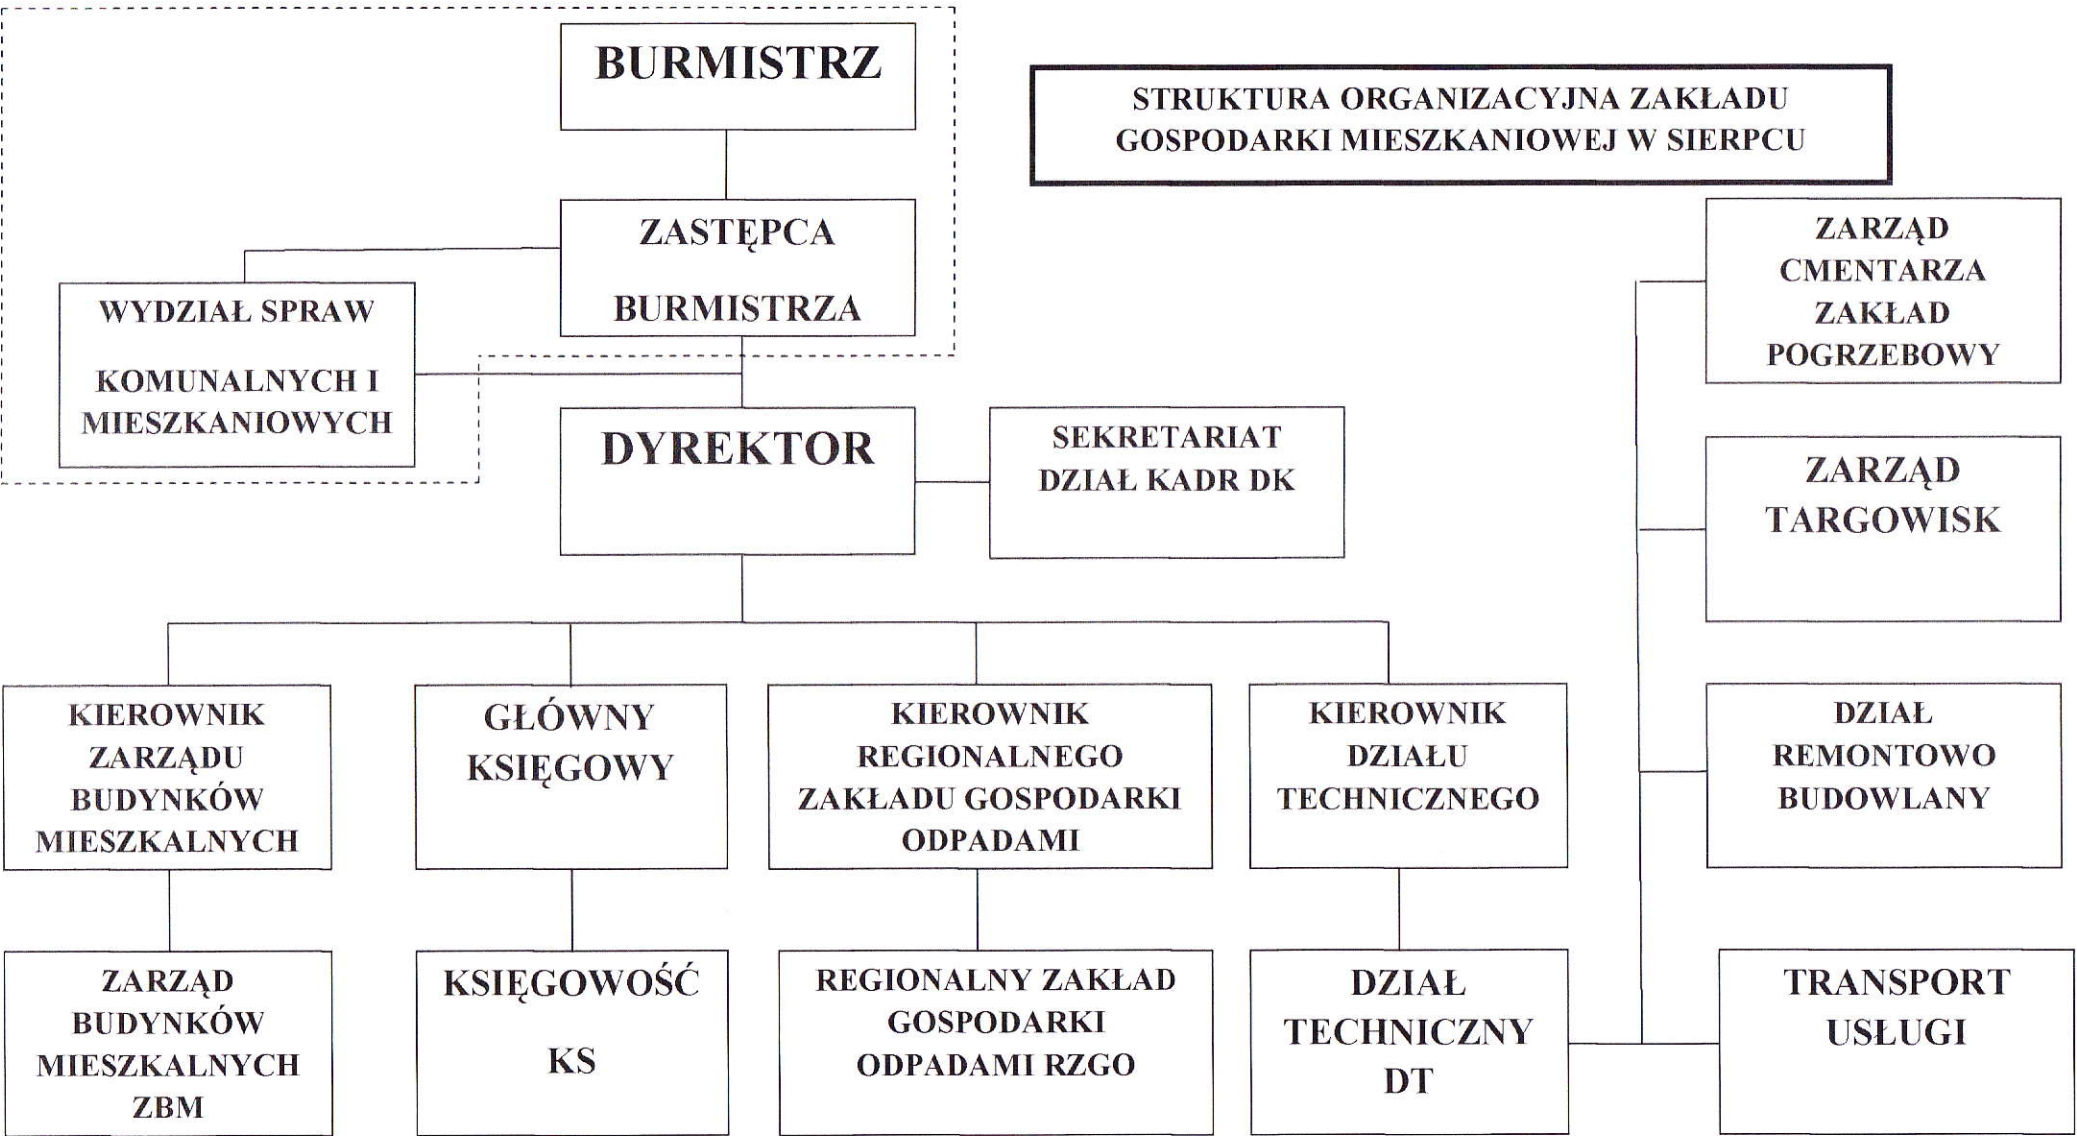 BURMISTRZ
STRUKTURA ORGANIZACYJNA ZAKŁADU
GOSPODARKI MIESZKANIOWEJ W SIERPCU
ZASTĘPCA
BURMISTRZA
WYDZIAŁ SPRAW
KOMUNALNYCH I
MIESZKANIOWYCH
ZARZĄD
CMENTARZA
ZAKŁAD
POGRZEBOWY
DYREKTOR
SEKRETARIAT
DZIAŁ KADR DK
ZARZĄD
TARGOWISK
KIEROWNIK
ZARZĄDU
BUDYNKÓW
MIESZKALNYCH
GŁÓWNY
KSIĘGOWY
KIEROWNIK
REGIONALNEGO
ZAKŁADU GOSPODARKI
ODPADAMI
KIEROWNIK
DZIAŁU
TECHNICZNEGO
DZIAŁ
REMONTOWO
BUDOWLANY
ZARZĄD
BUDYNKÓW
MIESZKALNYCH
ZBM
KSIĘGOWOŚĆ
KS
REGIONALNY ZAKŁAD
GOSPODARKI
ODPADAMI RZGO
DZIAŁ
TECHNICZNY
DT
TRANSPORT
USŁUGI